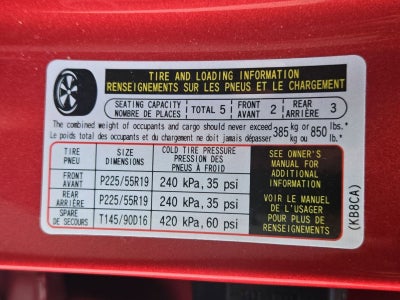 TIRE AND LOADING INFORMATION
RENSEIGNEMENTS SUR LES PNEUS ET LE CHARGEMENT
SEATING CAPACITY
NOMBRE DE PLACES
TOTAL 5
FRONT
AVANT
2
REAR
ARRIÈRE
3
The combined weight of occupants and cargo should never exceed
Le poids total des occupants et du chargement ne doit jamais dépasser
385 kg or ou 850 lbs. lb.
TIRE
PNEU
SIZE
DIMENSIONS
COLD TIRE PRESSURE
PRESSION DES
PNEUS À FROID
FRONT
AVANT
P225/55R19
240 kPa, 35 psi
REAR
ARRIÈRE
P225/55R19
240 kPa, 35 psi
SPARE
DE SECOURS
T145/90D16
420 kPa, 60 psi
SEE OWNER'S
MANUAL FOR
ADDITIONAL
INFORMATION
VOIR LE MANUEL
DE L'USAGER
POUR PLUS DE
RENSEIGNEMENTS
(KB8CA)